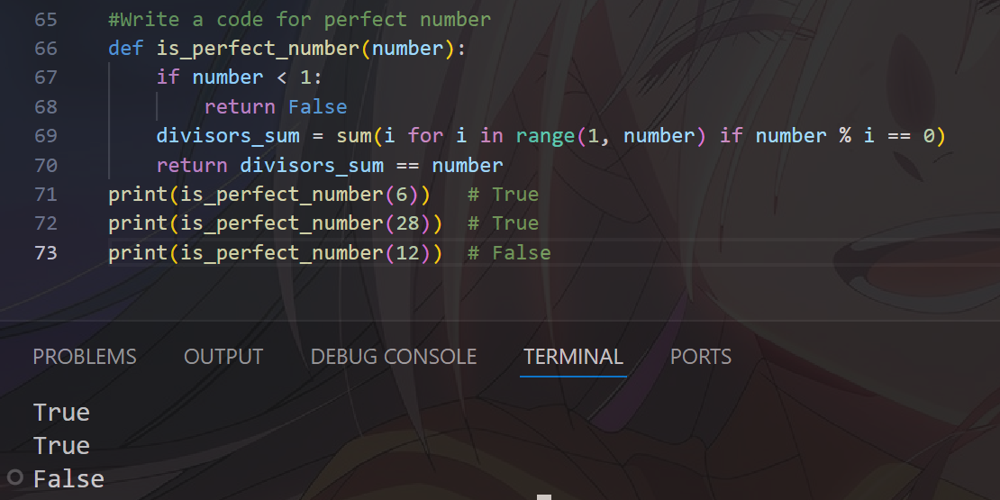 65 #Write a code for perfect number
66 def is_perfect_number(number):
67     if number < 1:
68         return False
69     divisors_sum = sum(i for i in range(1, number) if number % i == 0)
70     return divisors_sum == number
71 print(is_perfect_number(6))   # True
72 print(is_perfect_number(28))  # True
73 print(is_perfect_number(12))  # False
PROBLEMS OUTPUT DEBUG CONSOLE TERMINAL PORTS
True
True
False